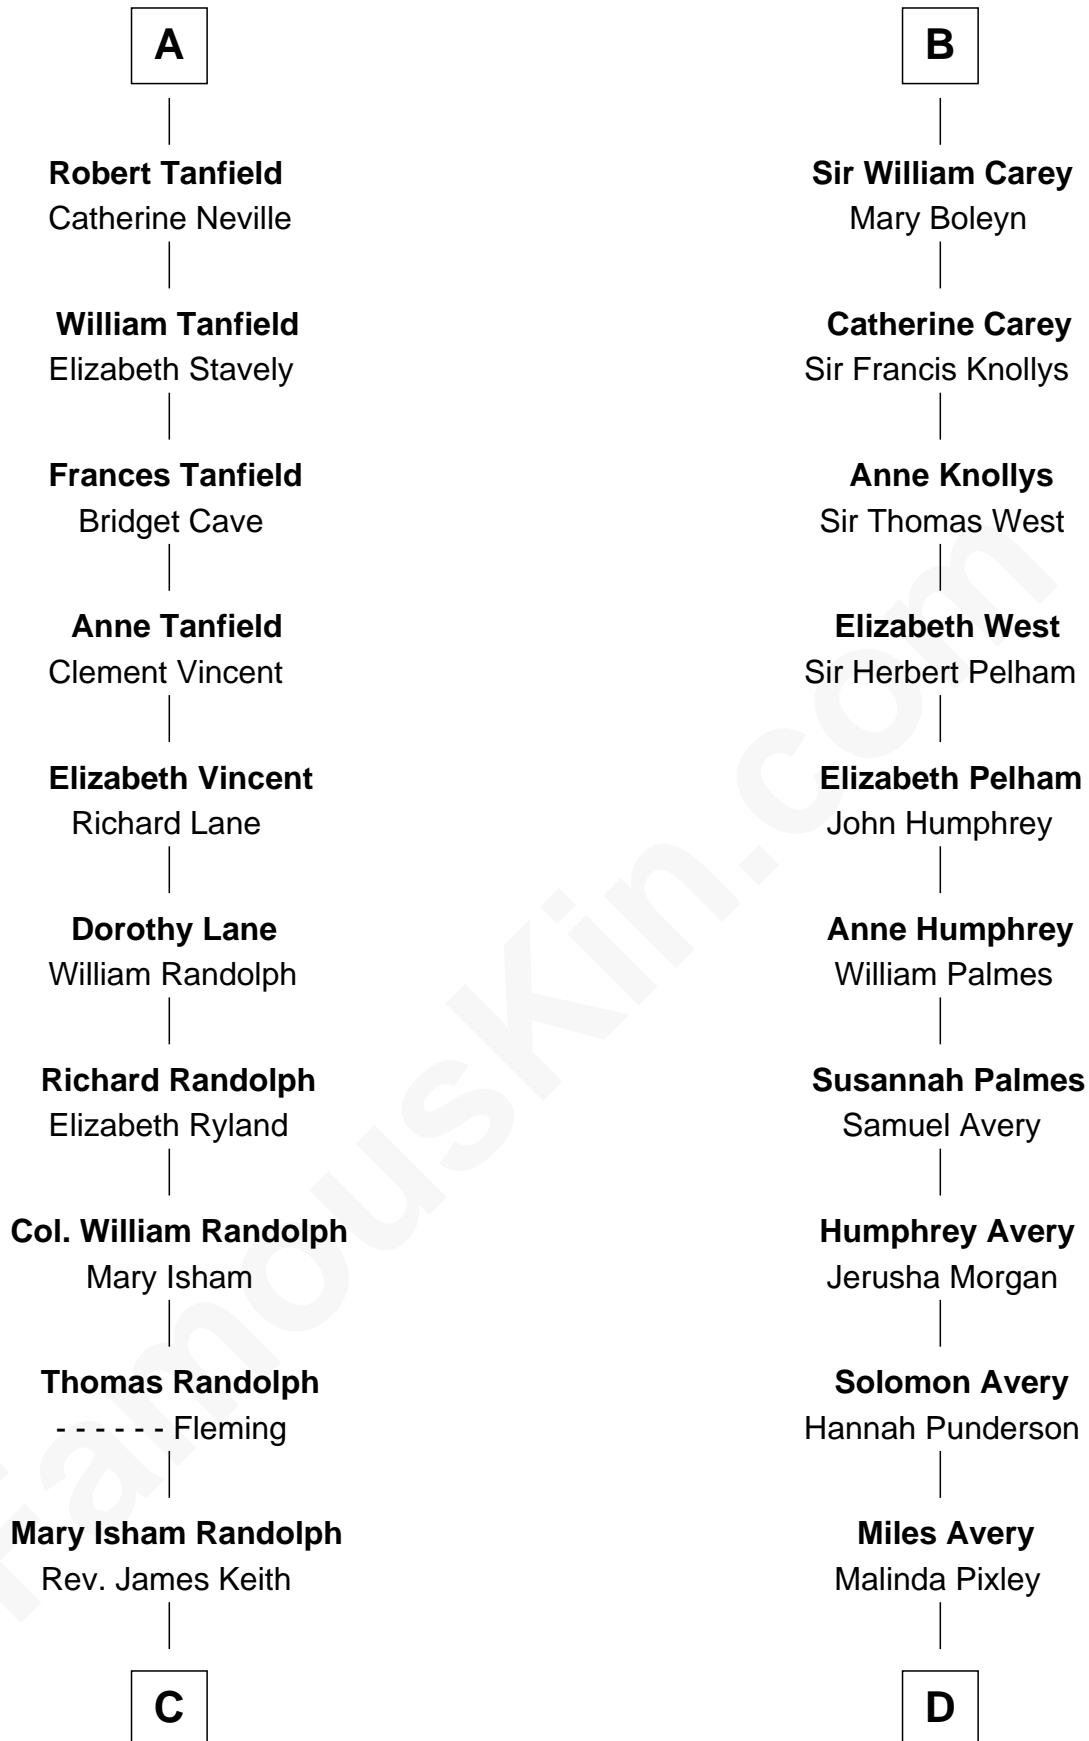 A
Robert Tanfield
Catherine Neville
William Tanfield
Elizabeth Stavely
Frances Tanfield
Bridget Cave
Anne Tanfield
Clement Vincent
Elizabeth Vincent
Richard Lane
Dorothy Lane
William Randolph
Richard Randolph
Elizabeth Ryland
Col. William Randolph
Mary Isham
Thomas Randolph
- - - - - - Fleming
Mary Isham Randolph
Rev. James Keith
C
B
Sir William Carey
Mary Boleyn
Catherine Carey
Sir Francis Knollys
Anne Knollys
Sir Thomas West
Elizabeth West
Sir Herbert Pelham
Elizabeth Pelham
John Humphrey
Anne Humphrey
William Palmes
Susannah Palmes
Samuel Avery
Humphrey Avery
Jerusha Morgan
Solomon Avery
Hannah Punderson
Miles Avery
Malinda Pixley
D
FamousKin.com